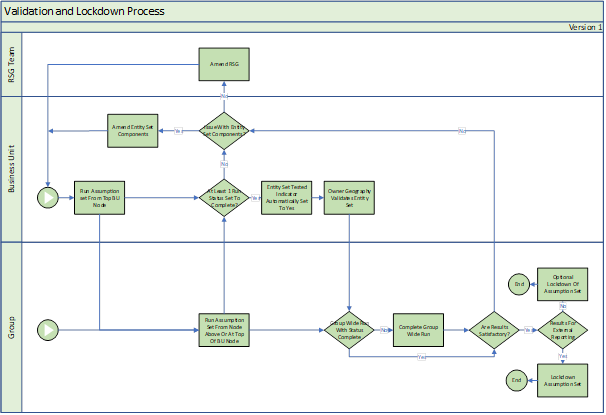 Validation and Lockdown Process
Version 1
RSG Team
Amend RSG
No
Business Unit
Amend Entity Set
Components
Yes
Issue With Entity
Set Components?
No
No
Run Assumption
set From Top BU
Node
At Least 1 Run
Status Set To
Complete?
Yes
Entity Set Tested
Indicator
Automatically Set
To Yes
Owner Geography
Validates Entity
Set
Group
Run Assumption
Set From Node
Above Or At Top
Of BU Node
Group Wide Run
With Status
Complete
No
Yes
Complete Group
Wide Run
Are Results
Satisfactory?
Yes
Results For
External
Reporting
No
Optional
Lockdown Of
Assumption Set
End
Yes
Lockdown
Assumption Set
End